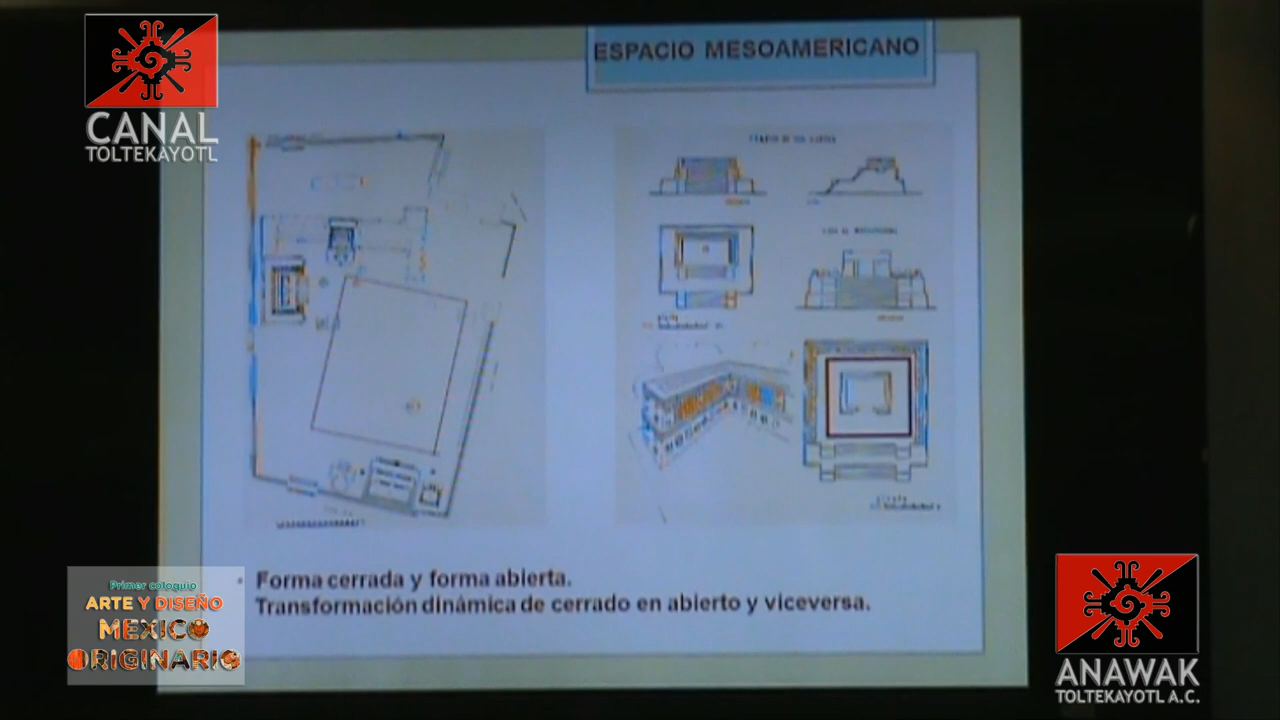 CANAL
TOLTEKAYOTL
ESPACIO MESOAMERICANO
Forma cerrada y forma abierta.
Transformación dinámica de cerrado en abierto y viceversa.
Primer coloquio
ARTE Y DISEÑO
MÉXICO
ORIGINARIO
ANAWAK
TOLTEKAYOTL A.C.